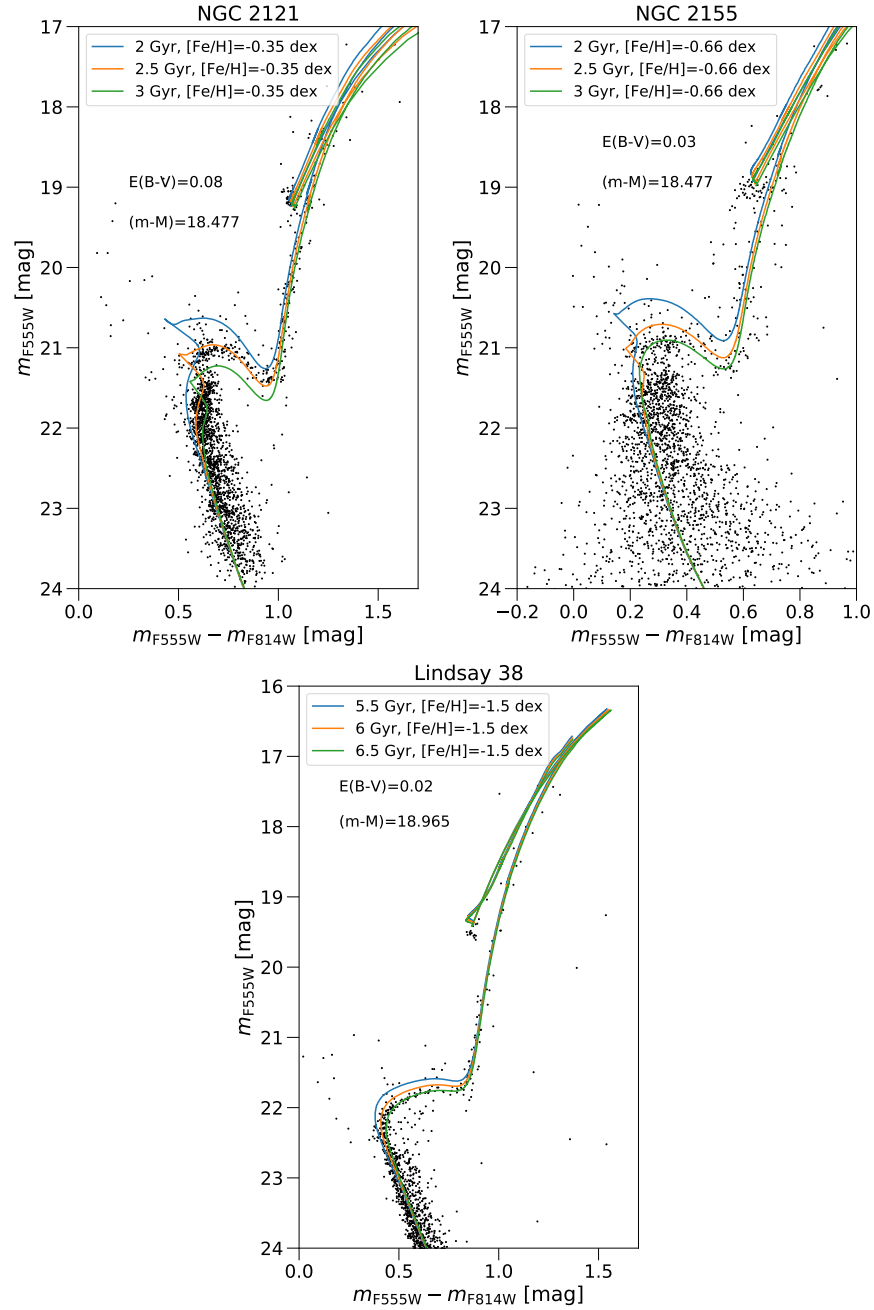 NGC 2121
2 Gyr, [Fe/H]=-0.35 dex
2.5 Gyr, [Fe/H]=-0.35 dex
3 Gyr, [Fe/H]=-0.35 dex
E(B-V)=0.08
(m-M)=18.477
17
18
19
20
21
22
23
24
m_F555W [mag]
0.0 0.5 1.0 1.5
m_F555W − m_F814W [mag]
NGC 2155
2 Gyr, [Fe/H]=-0.66 dex
2.5 Gyr, [Fe/H]=-0.66 dex
3 Gyr, [Fe/H]=-0.66 dex
E(B-V)=0.03
(m-M)=18.477
17
18
19
20
21
22
23
24
m_F555W [mag]
−0.2 0.0 0.2 0.4 0.6 0.8 1.0
m_F555W − m_F814W [mag]
Lindsay 38
5.5 Gyr, [Fe/H]=-1.5 dex
6 Gyr, [Fe/H]=-1.5 dex
6.5 Gyr, [Fe/H]=-1.5 dex
E(B-V)=0.02
(m-M)=18.965
16
17
18
19
20
21
22
23
24
m_F555W [mag]
0.0 0.5 1.0 1.5
m_F555W − m_F814W [mag]